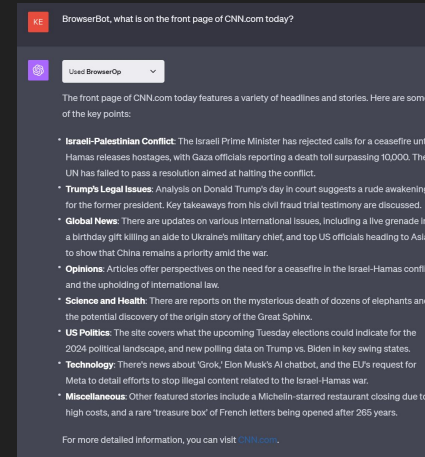 KE
BrowserBot, what is on the front page of CNN.com today?
Used BrowserOp
The front page of CNN.com today features a variety of headlines and stories. Here are som
of the key points:
• Israeli-Palestinian Conflict: The Israeli Prime Minister has rejected calls for a ceasefire unt
Hamas releases hostages, with Gaza officials reporting a death toll surpassing 10,000. The
UN has failed to pass a resolution aimed at halting the conflict.
• Trump's Legal Issues: Analysis on Donald Trump's day in court suggests a rude awakening
for the former president. Key takeaways from his civil fraud trial testimony are discussed.
• Global News: There are updates on various international issues, including a live grenade in
a birthday gift killing an aide to Ukraine's military chief, and top US officials heading to Asia
to show that China remains a priority amid the war.
• Opinions: Articles offer perspectives on the need for a ceasefire in the Israel-Hamas confli
and the upholding of international law.
• Science and Health: There are reports on the mysterious death of dozens of elephants and
the potential discovery of the origin story of the Great Sphinx.
• US Politics: The site covers what the upcoming Tuesday elections could indicate for the
2024 political landscape, and new polling data on Trump vs. Biden in key swing states.
• Technology: There's news about 'Grok,' Elon Musk's AI chatbot, and the EU's request for
Meta to detail efforts to stop illegal content related to the Israel-Hamas war.
• Miscellaneous: Other featured stories include a Michelin-starred restaurant closing due to
high costs, and a rare 'treasure box' of French letters being opened after 265 years.
For more detailed information, you can visit CNN.com.